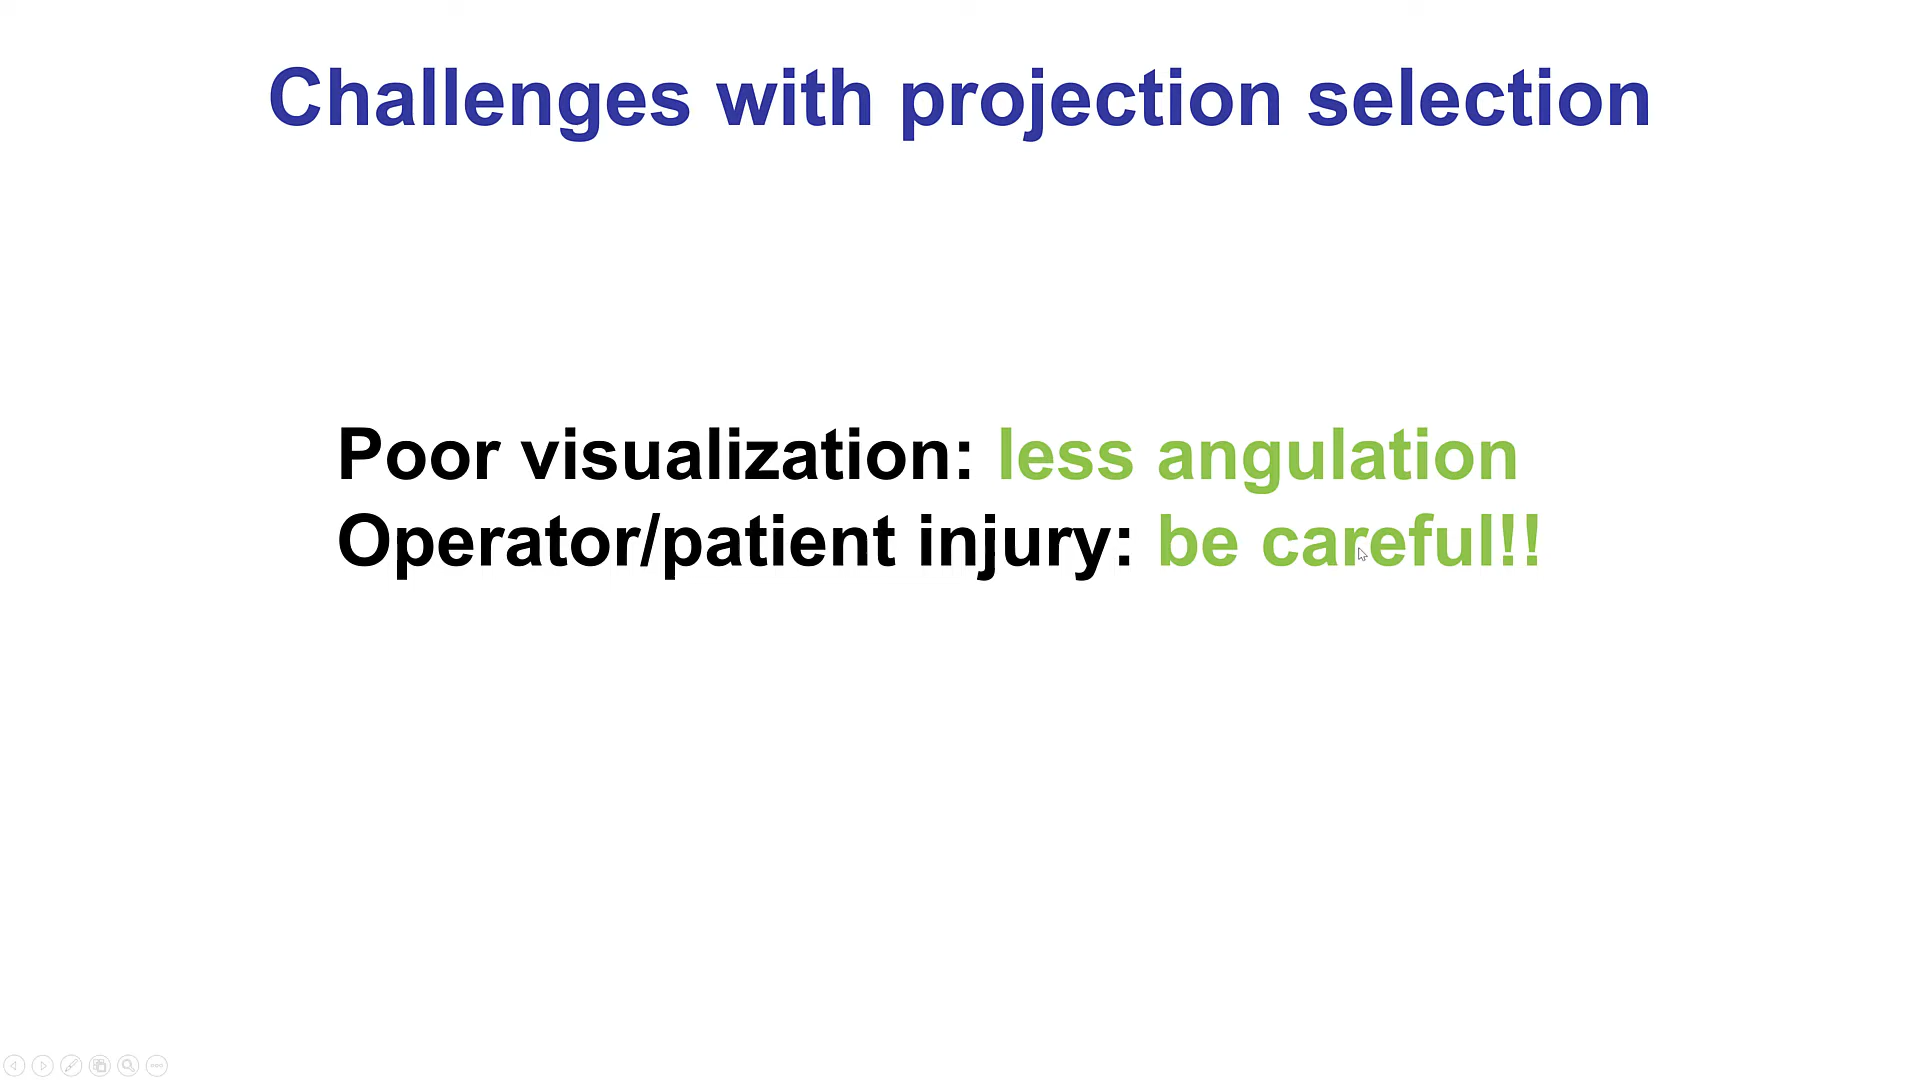 Challenges with projection selection
Poor visualization: less angulation
Operator/patient injury: be careful!!